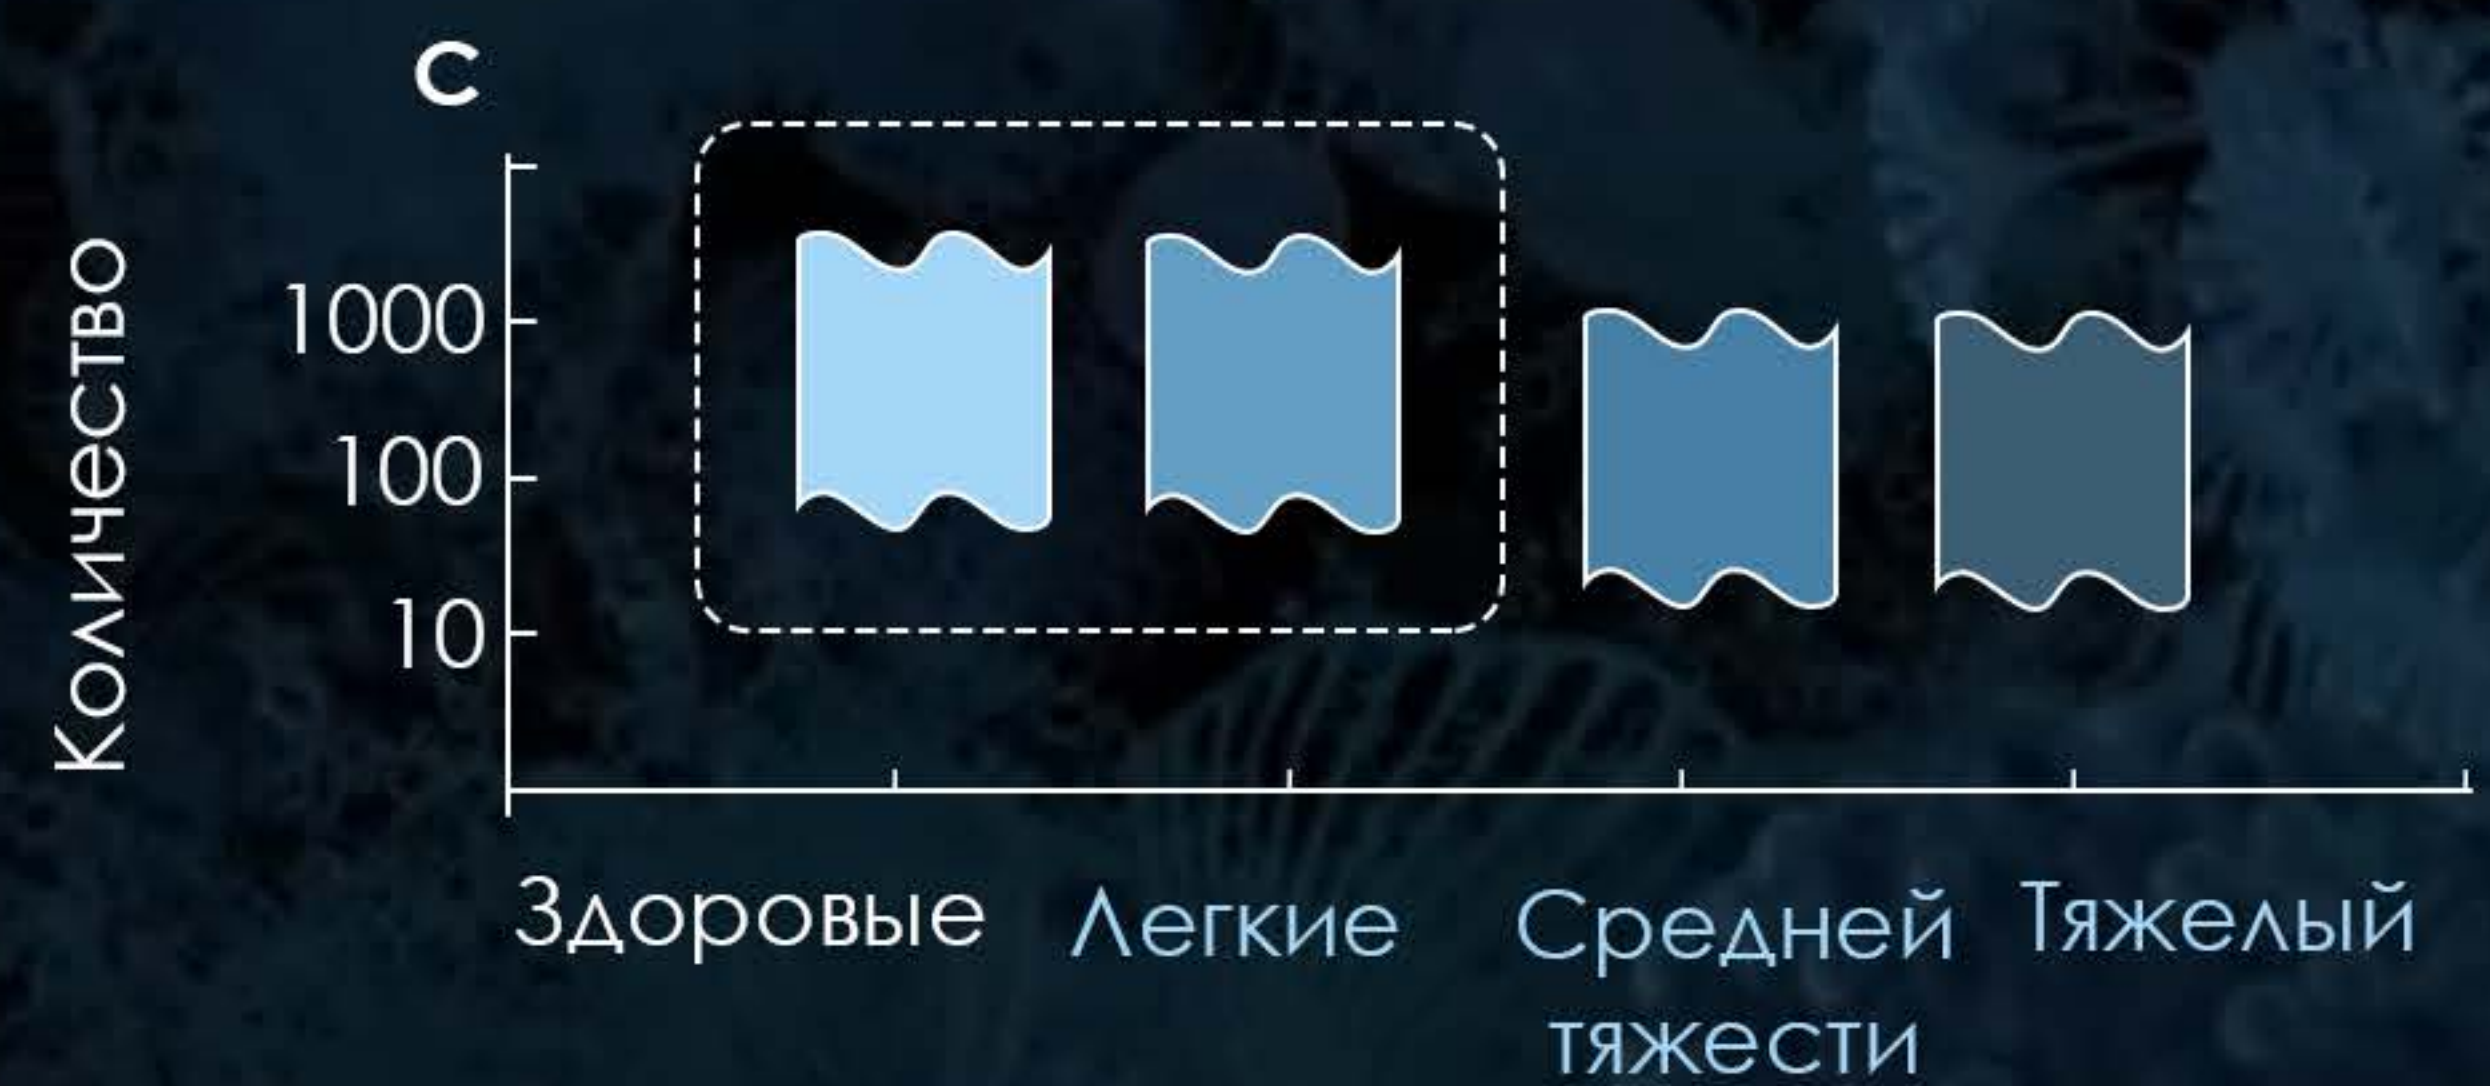 C
Количество
1000
100
10
Здоровые
Легкие
Средней
тяжести
Тяжелый